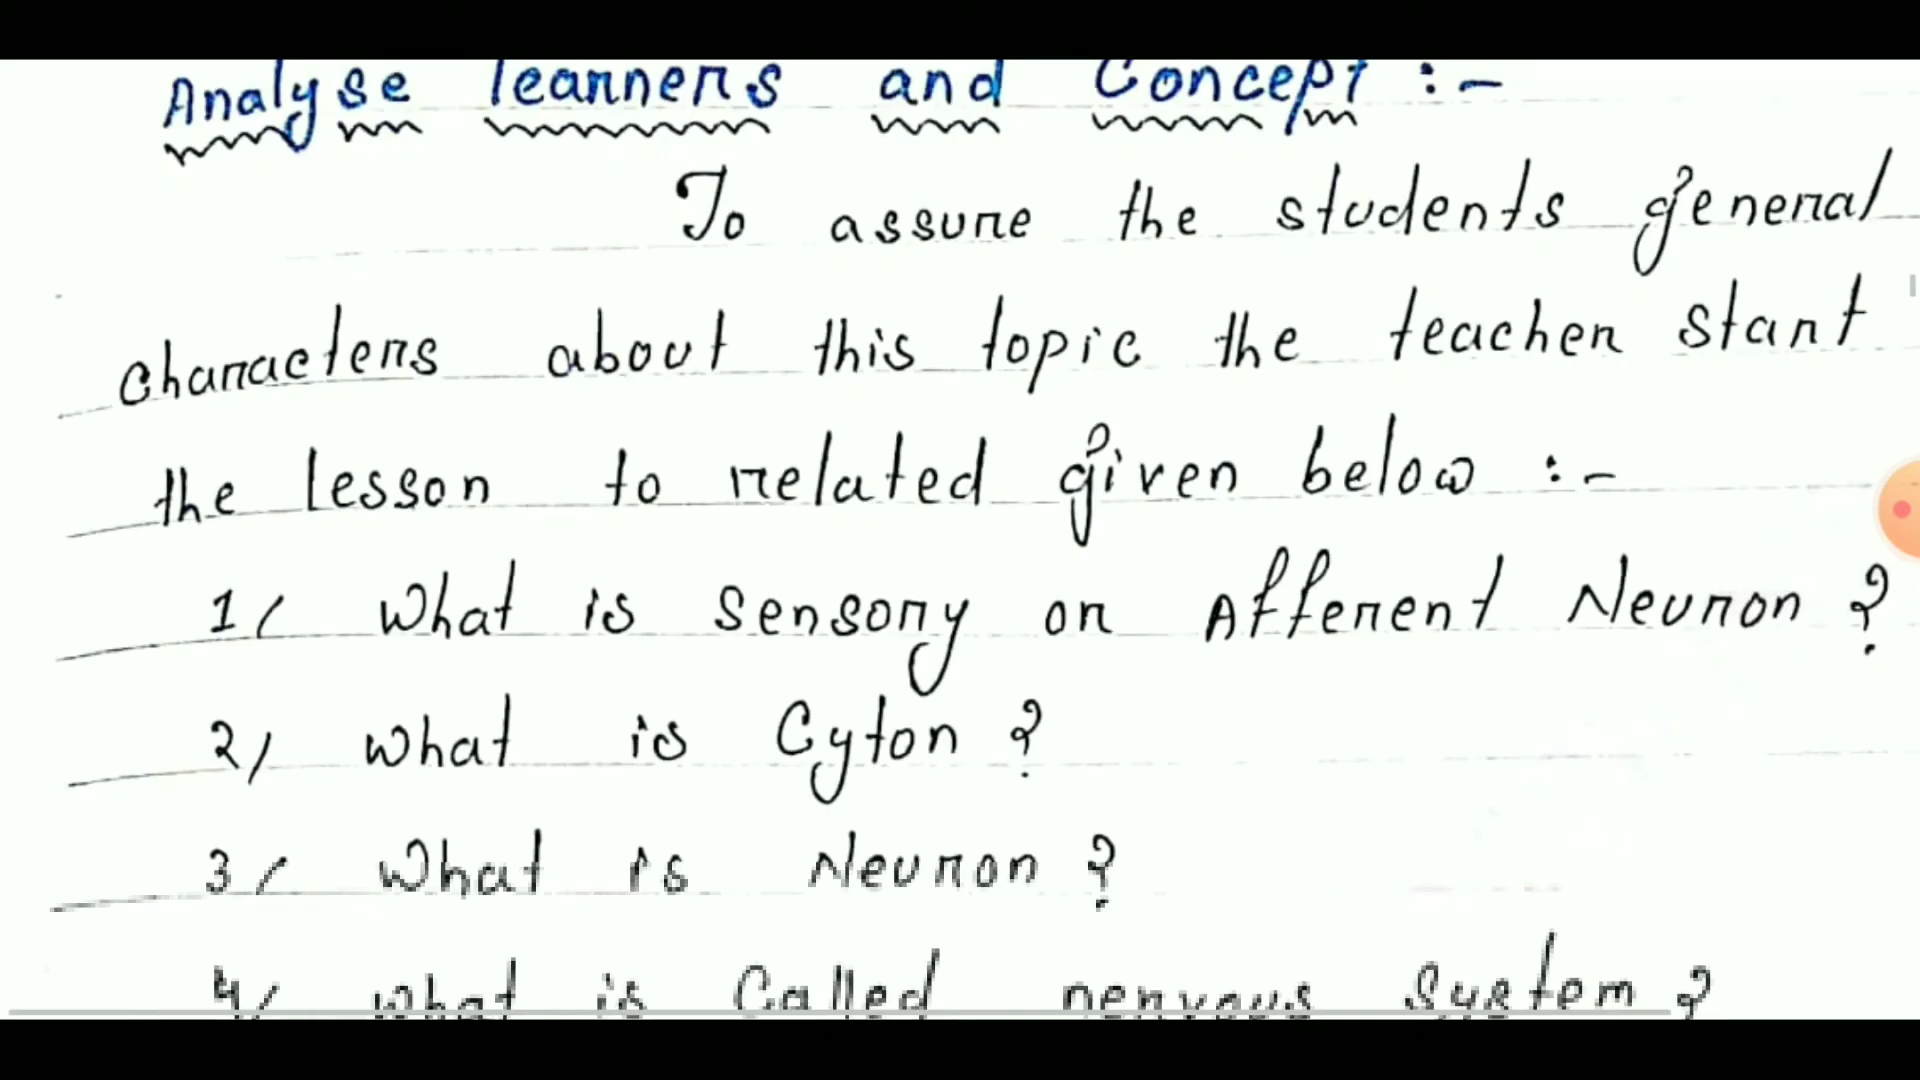 Analyse learners and Concept :-
To assure the students general
characters about this topic the teacher start
the lesson to related given below :-
1/ What is Sensory or Afferent Neuron ?
2/ What is Cyton ?
3/ What is Neuron ?
4/ what is Called nervous System ?